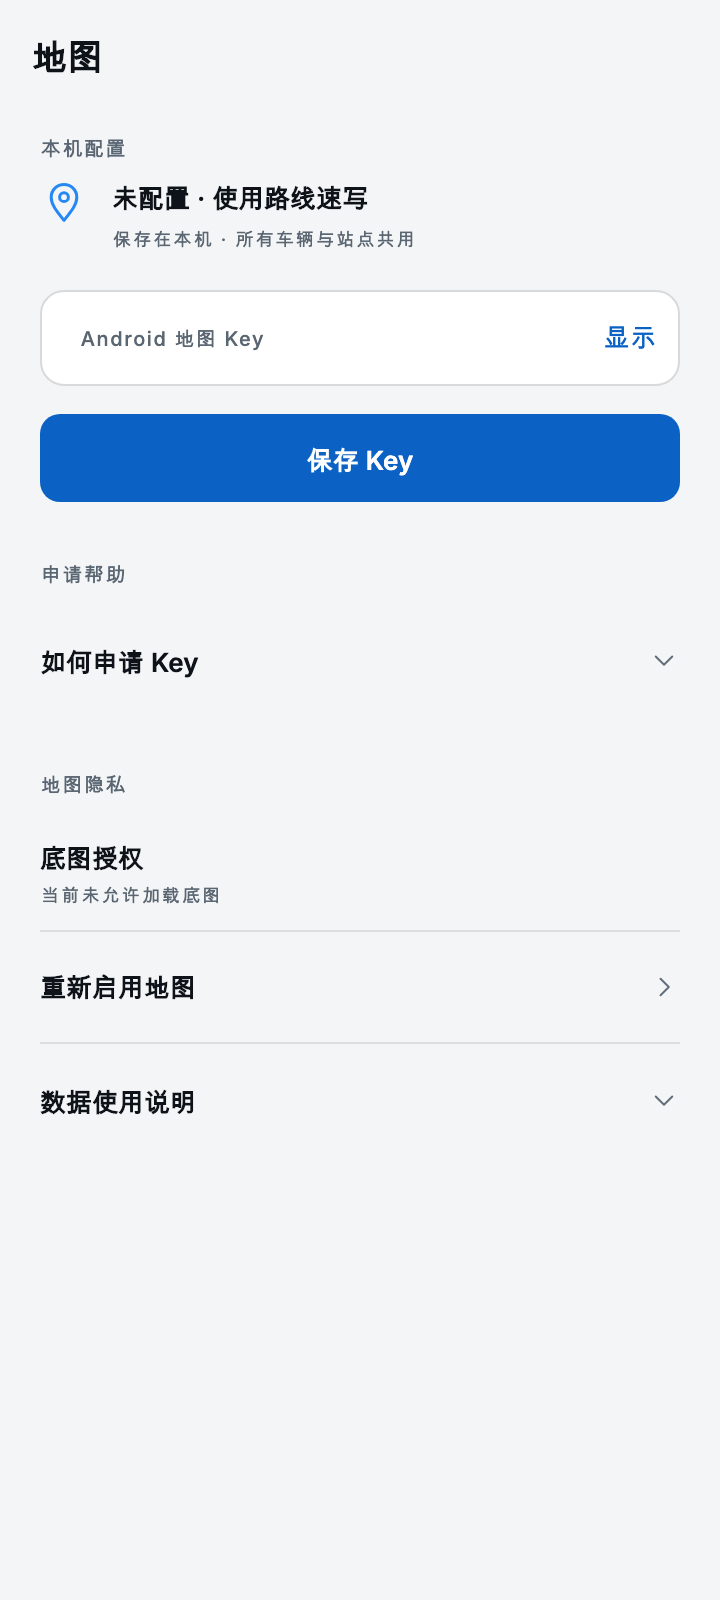 地图
本机配置
未配置 · 使用路线速写
保存在本机 · 所有车辆与站点共用
Android 地图 Key
显示
保存 Key
申请帮助
如何申请 Key
地图隐私
底图授权
当前未允许加载底图
重新启用地图
数据使用说明